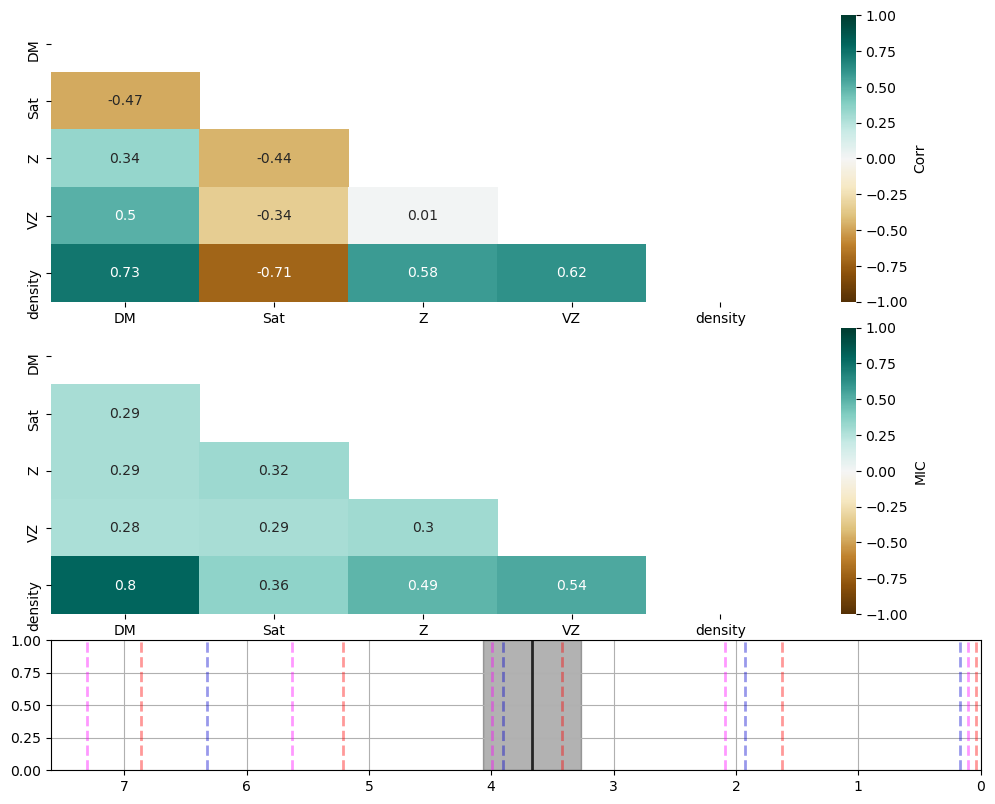 DM
Sat
Z
VZ
density
-0.47
0.34
-0.44
0.5
-0.34
0.01
0.73
-0.71
0.58
0.62
DM
Sat
Z
VZ
density
1.00
0.75
0.50
0.25
0.00
−0.25
−0.50
−0.75
−1.00
Corr
DM
Sat
Z
VZ
density
0.29
0.29
0.32
0.28
0.29
0.3
0.8
0.36
0.49
0.54
DM
Sat
Z
VZ
density
1.00
0.75
0.50
0.25
0.00
−0.25
−0.50
−0.75
−1.00
MIC
1.00
0.75
0.50
0.25
0.00
7
6
5
4
3
2
1
0